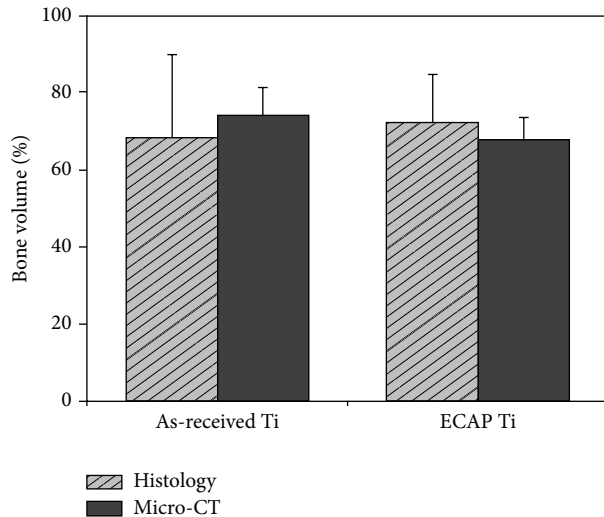 100
80
60
40
20
0
Bone volume (%)
As-received Ti
ECAP Ti
Histology
Micro-CT